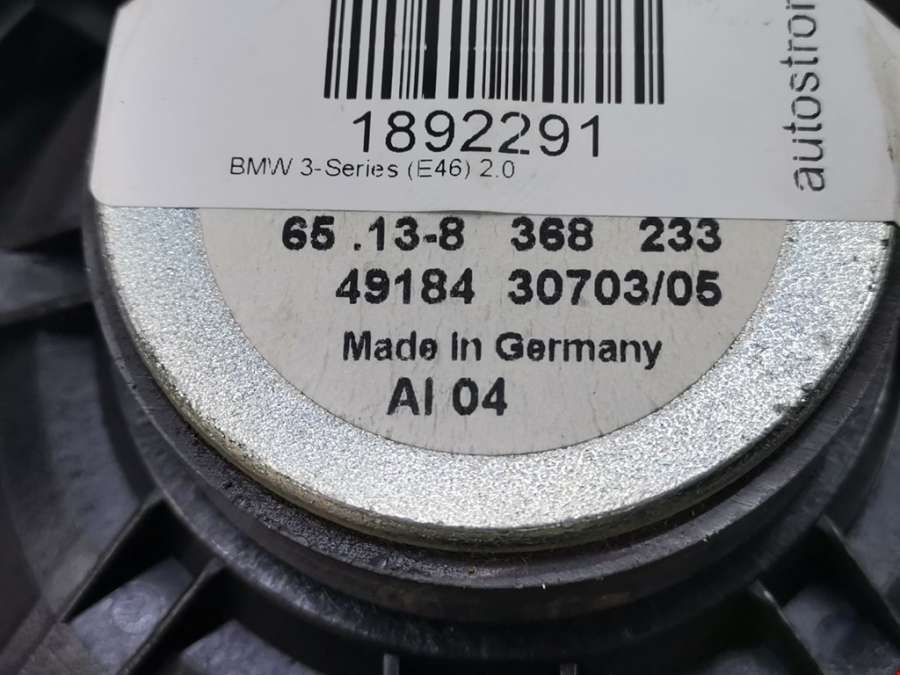 1892291
BMW 3-Series (E46) 2.0
autostron
65 .13-8 368 233
49184 30703/05
Made in Germany
AI 04